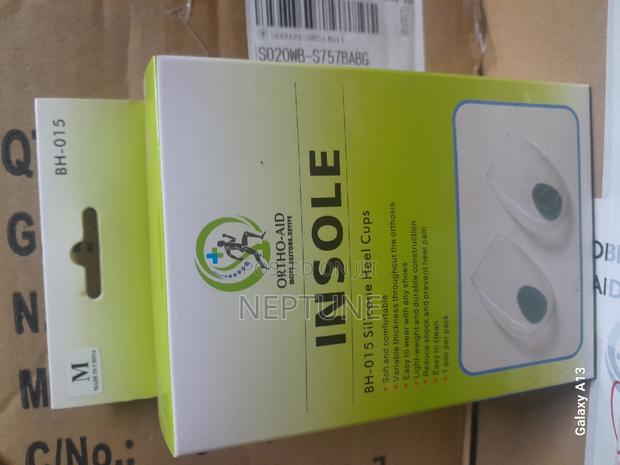 S020WB-S757BABG
BH-015
M
MADE IN CHINA
ORTHO-AID
INSOLE
BH-015 Silicone Heel Cups
• Soft and comfortable
• Variable thickness throughout the orthosis
• Easy to wear with any shoes
• Light-weight and durable construction
• Reduce shock and prevent heel pain
• Easy to clean
• 1 pair per pack
NEPTUNE
C/No.:
Galaxy A13